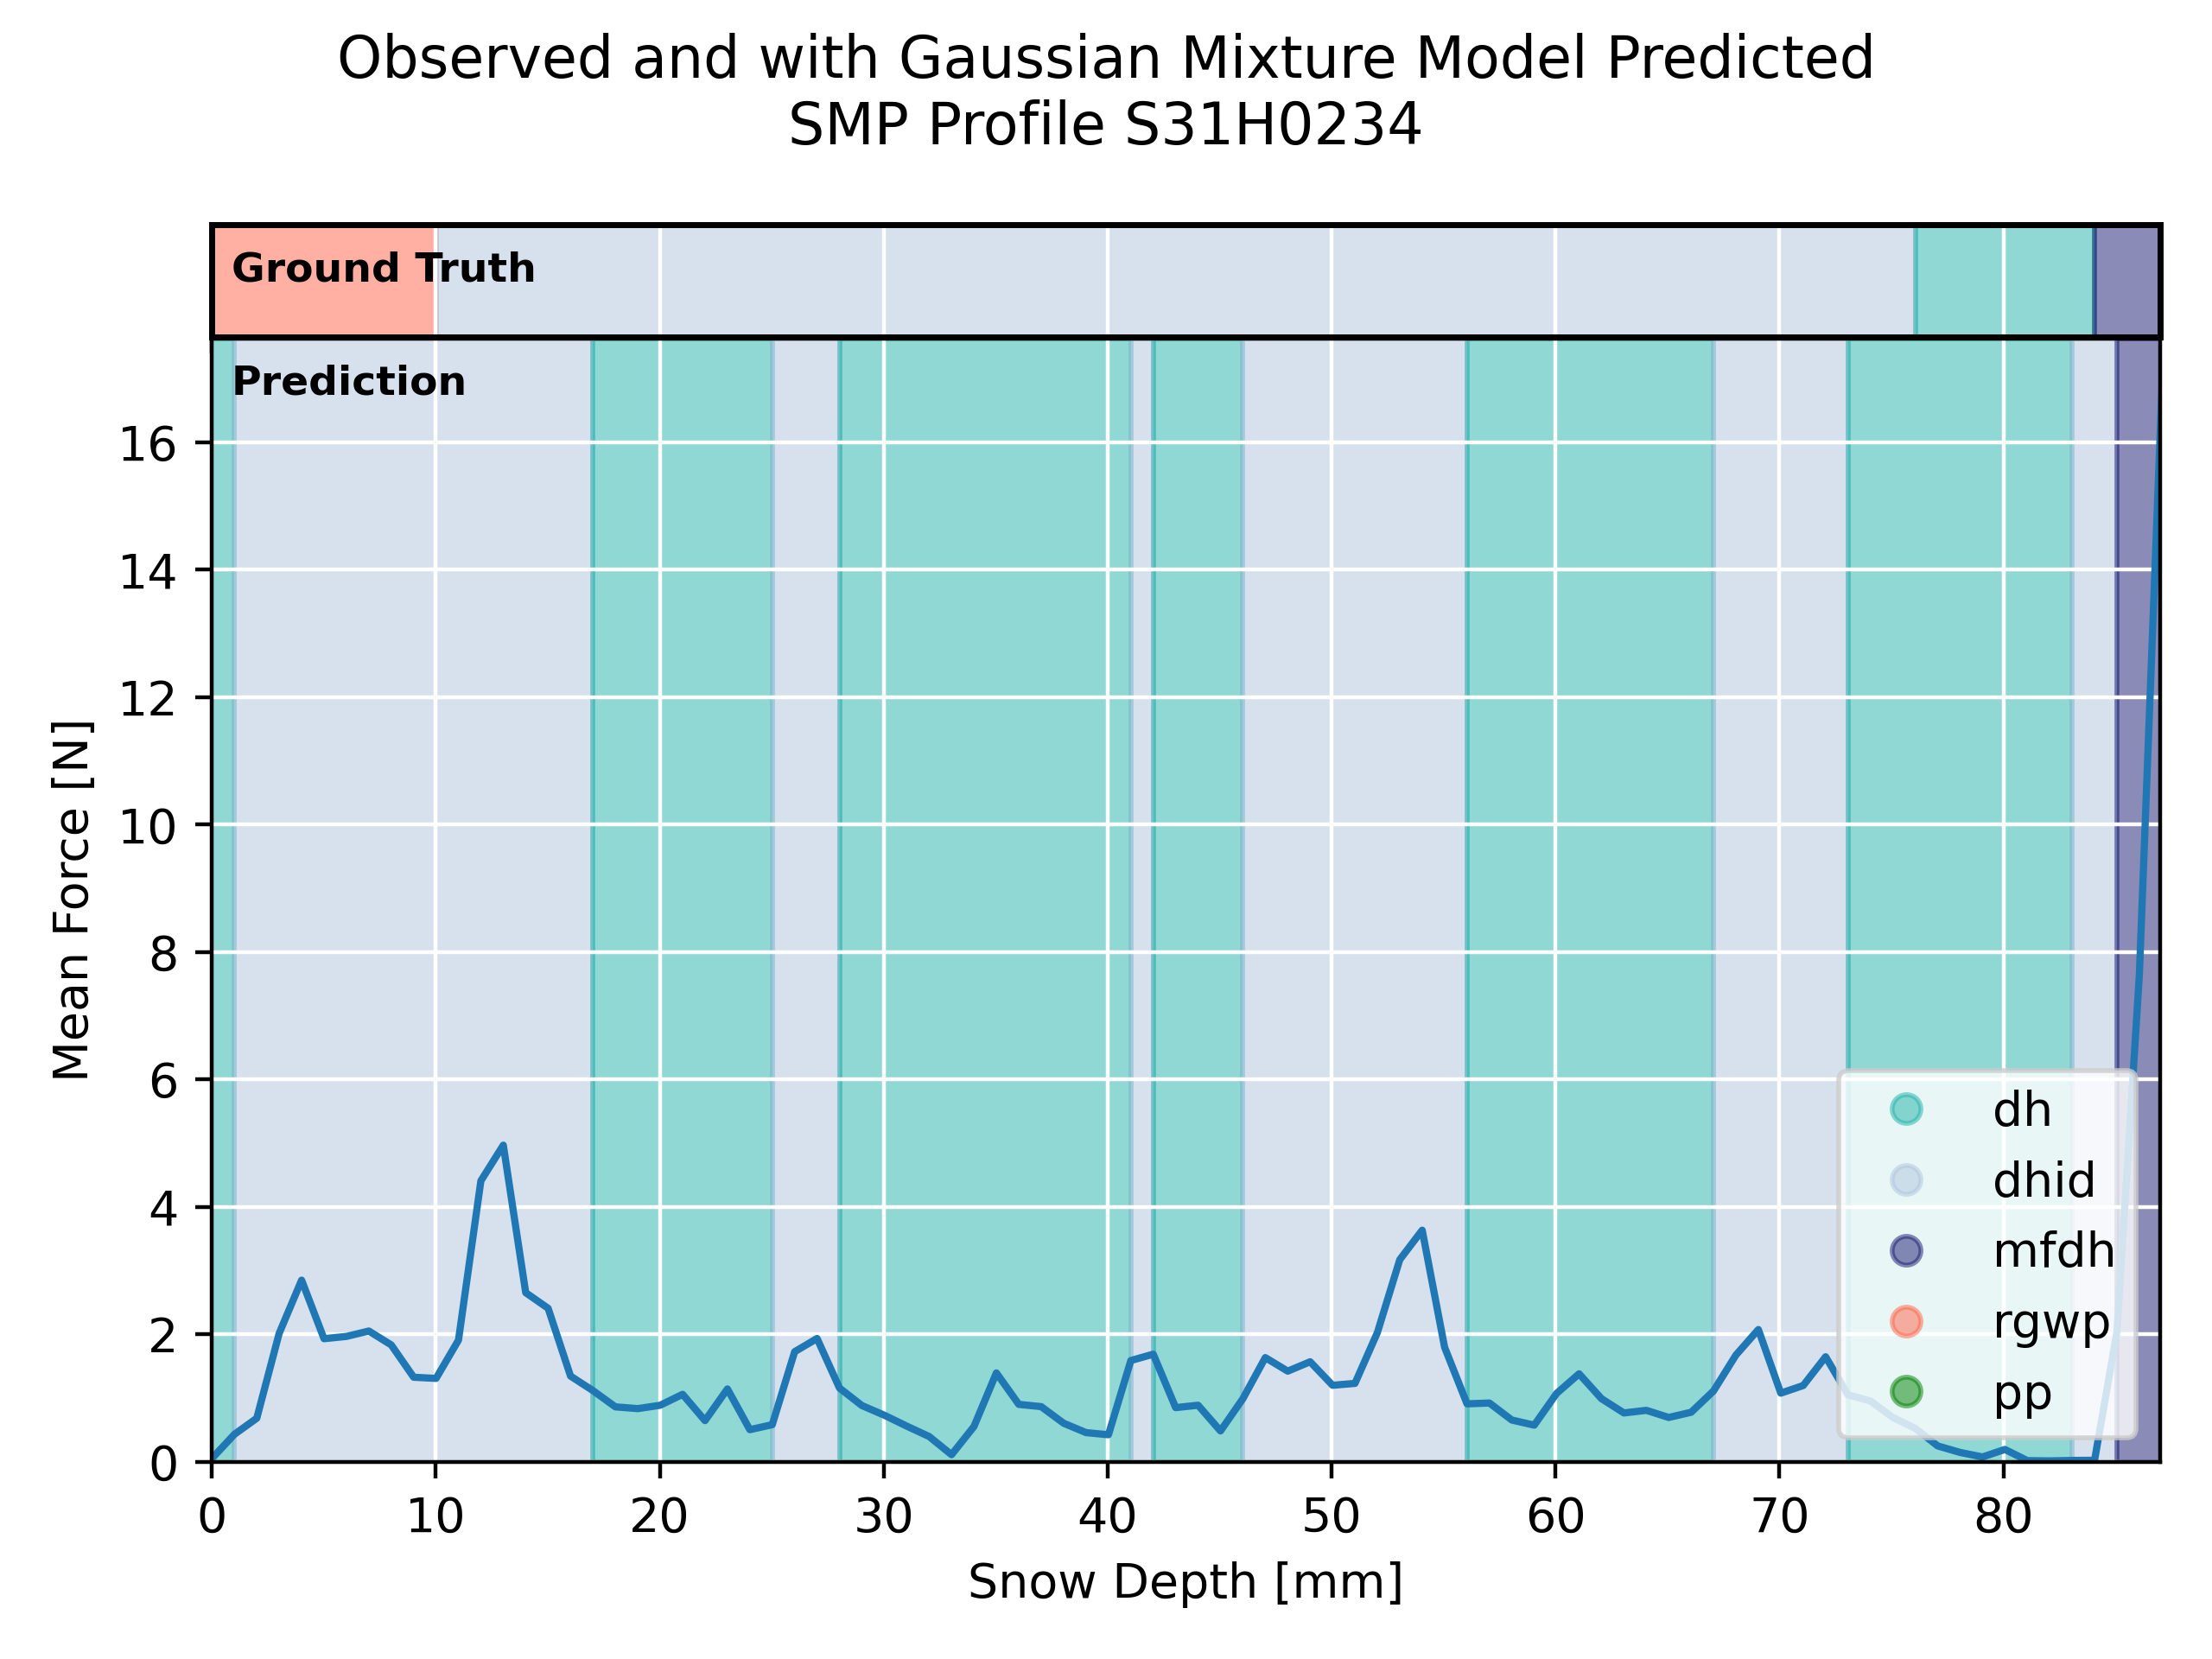 Observed and with Gaussian Mixture Model Predicted
SMP Profile S31H0234
Ground Truth
Prediction
16
14
12
10
8
6
4
2
0
Mean Force [N]
dh
dhid
mfdh
rgwp
pp
0 10 20 30 40 50 60 70 80
Snow Depth [mm]